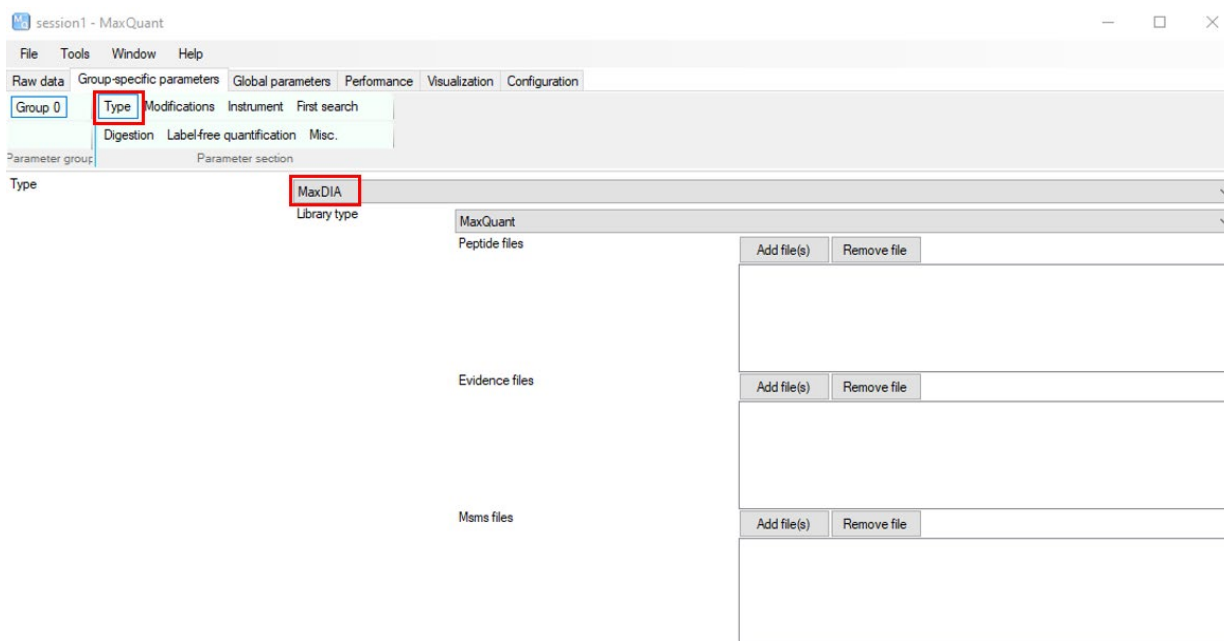 session1 - MaxQuant
File Tools Window Help
Raw data Group-specific parameters Global parameters Performance Visualization Configuration
Group 0 Type Modifications Instrument First search
Digestion Label-free quantification Misc.
Parameter group Parameter section
Type MaxDIA
Library type MaxQuant
Peptide files Add file(s) Remove file
Evidence files Add file(s) Remove file
Msms files Add file(s) Remove file